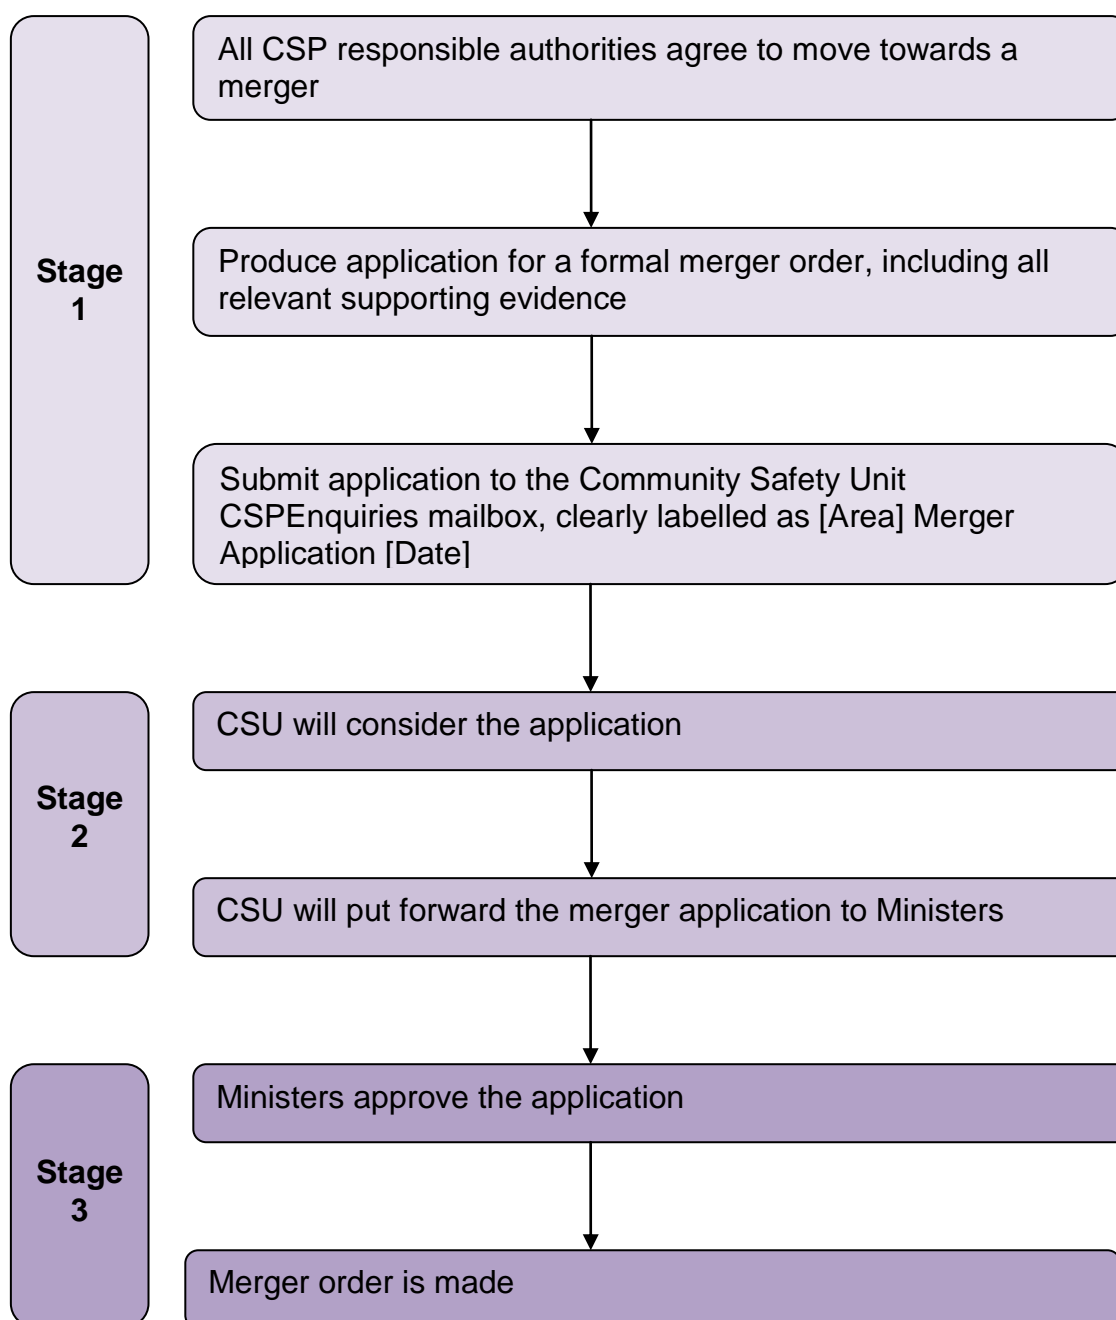 All CSP responsible authorities agree to move towards a
merger
Stage
1
Produce application for a formal merger order, including all
relevant supporting evidence
Submit application to the Community Safety Unit
CSPEnquiries mailbox, clearly labelled as [Area] Merger
Application [Date]
Stage
2
CSU will consider the application
CSU will put forward the merger application to Ministers
Stage
3
Ministers approve the application
Merger order is made